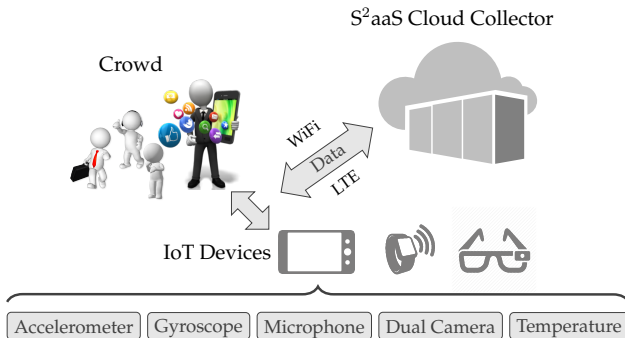 S²aaS Cloud Collector
Crowd
WiFi
Data
LTE
IoT Devices
Accelerometer
Gyroscope
Microphone
Dual Camera
Temperature